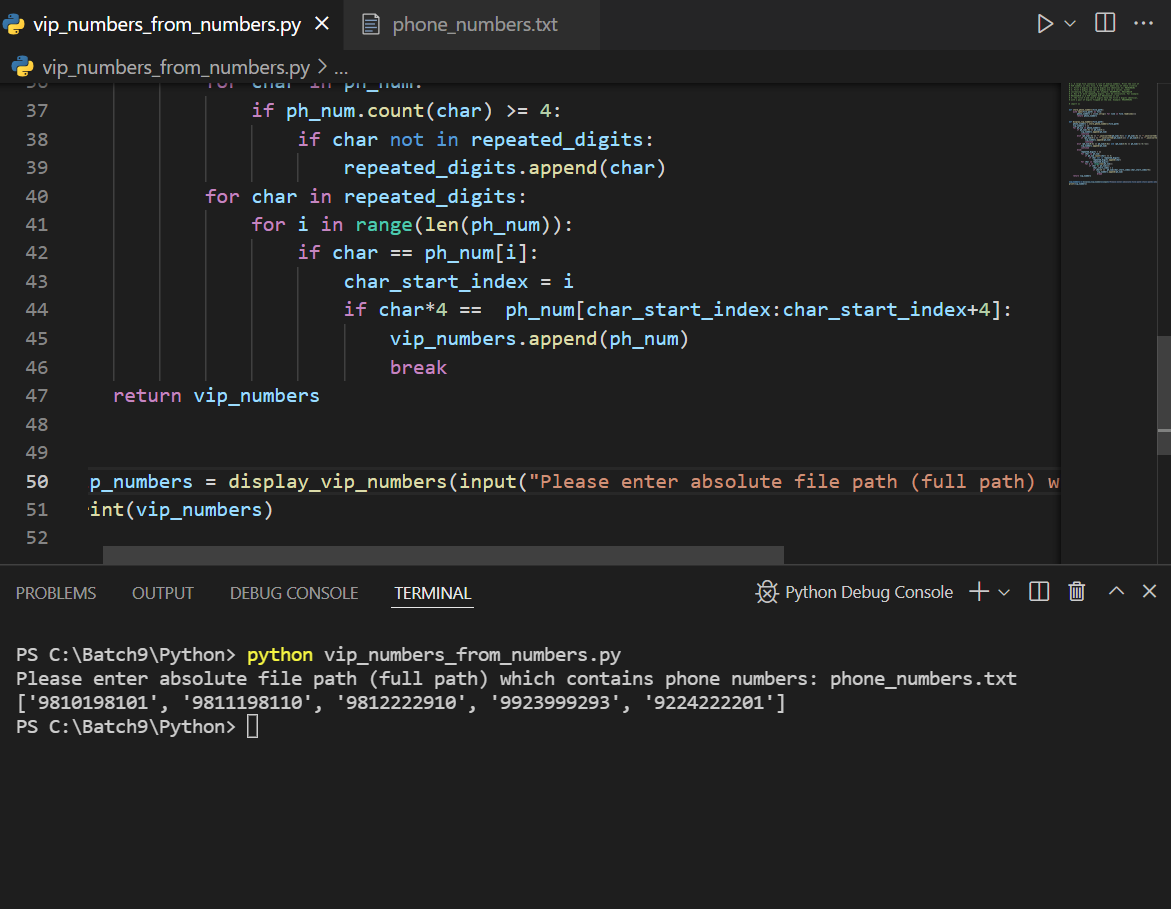 vip_numbers_from_numbers.py
phone_numbers.txt
vip_numbers_from_numbers.py > ...
for char in ph_num:
37 if ph_num.count(char) >= 4:
38 if char not in repeated_digits:
39 repeated_digits.append(char)
40 for char in repeated_digits:
41 for i in range(len(ph_num)):
42 if char == ph_num[i]:
43 char_start_index = i
44 if char*4 ==  ph_num[char_start_index:char_start_index+4]:
45 vip_numbers.append(ph_num)
46 break
47 return vip_numbers
48
49
50 p_numbers = display_vip_numbers(input("Please enter absolute file path (full path) w
51 int(vip_numbers)
52
PROBLEMS OUTPUT DEBUG CONSOLE TERMINAL Python Debug Console
PS C:\Batch9\Python> python vip_numbers_from_numbers.py
Please enter absolute file path (full path) which contains phone numbers: phone_numbers.txt
['9810198101', '9811198110', '9812222910', '9923999293', '9224222201']
PS C:\Batch9\Python>